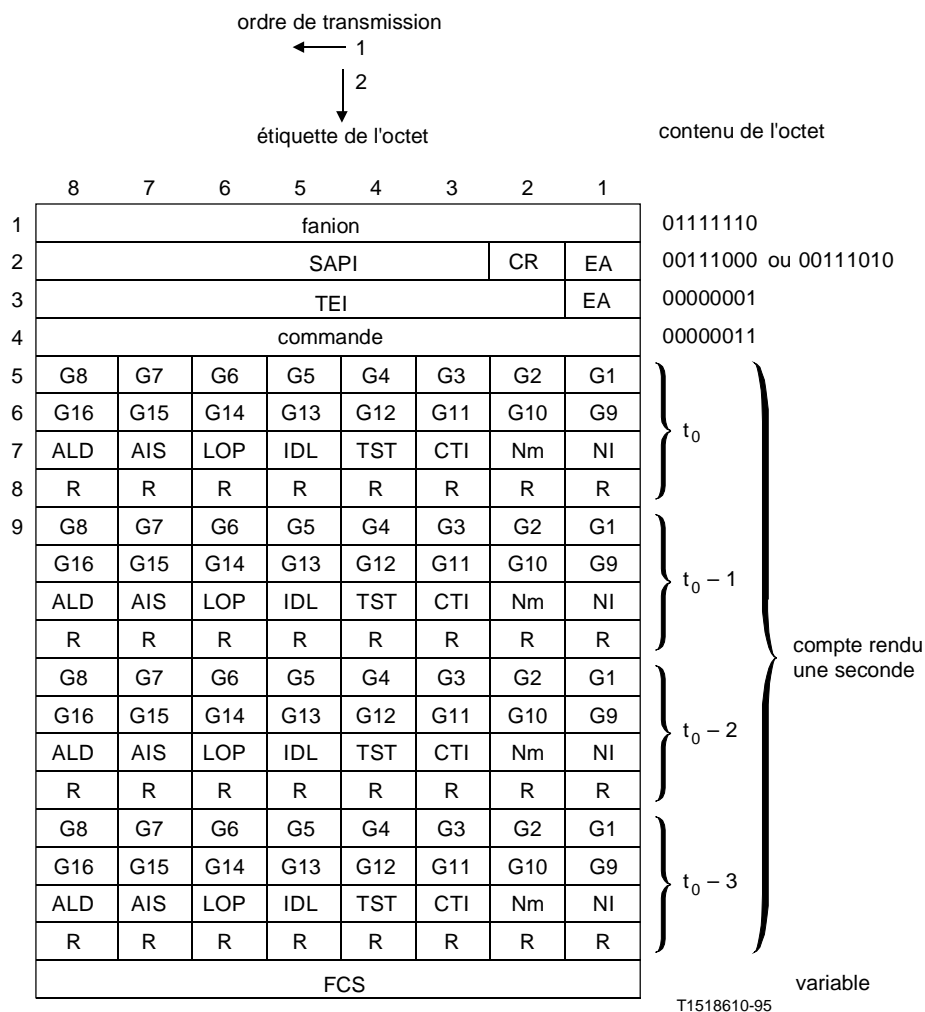 ordre de transmission
1
2
étiquette de l'octet
contenu de l'octet
8 7 6 5 4 3 2 1
1 fanion 01111110
2 SAPI CR EA 00111000 ou 00111010
3 TEI EA 00000001
4 commande 00000011
5 G8 G7 G6 G5 G4 G3 G2 G1
6 G16 G15 G14 G13 G12 G11 G10 G9
t0
7 ALD AIS LOP IDL TST CTI Nm NI
8 R R R R R R R R
9 G8 G7 G6 G5 G4 G3 G2 G1
G16 G15 G14 G13 G12 G11 G10 G9
t0 – 1
ALD AIS LOP IDL TST CTI Nm NI
R R R R R R R R
compte rendu
une seconde
G8 G7 G6 G5 G4 G3 G2 G1
G16 G15 G14 G13 G12 G11 G10 G9
t0 – 2
ALD AIS LOP IDL TST CTI Nm NI
R R R R R R R R
G8 G7 G6 G5 G4 G3 G2 G1
G16 G15 G14 G13 G12 G11 G10 G9
t0 – 3
ALD AIS LOP IDL TST CTI Nm NI
R R R R R R R R
FCS variable
T1518610-95